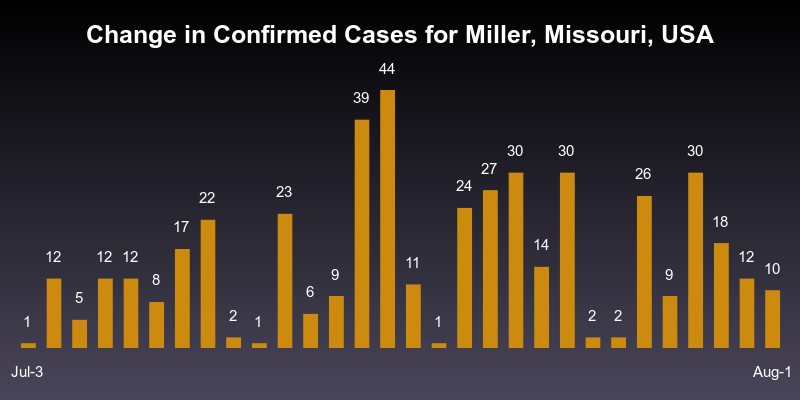 Change in Confirmed Cases for Miller, Missouri, USA
1 12 5 12 12 8 17 22 2 1 23 6 9 39 44 11 1 24 27 30 14 30 2 2 26 9 30 18 12 10
Jul-3 Aug-1